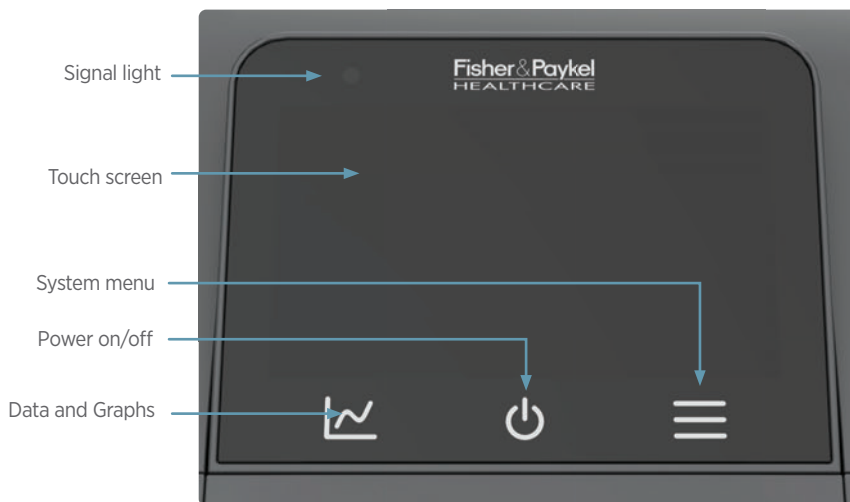 Signal light
Fisher&Paykel
HEALTHCARE
Touch screen
System menu
Power on/off
Data and Graphs